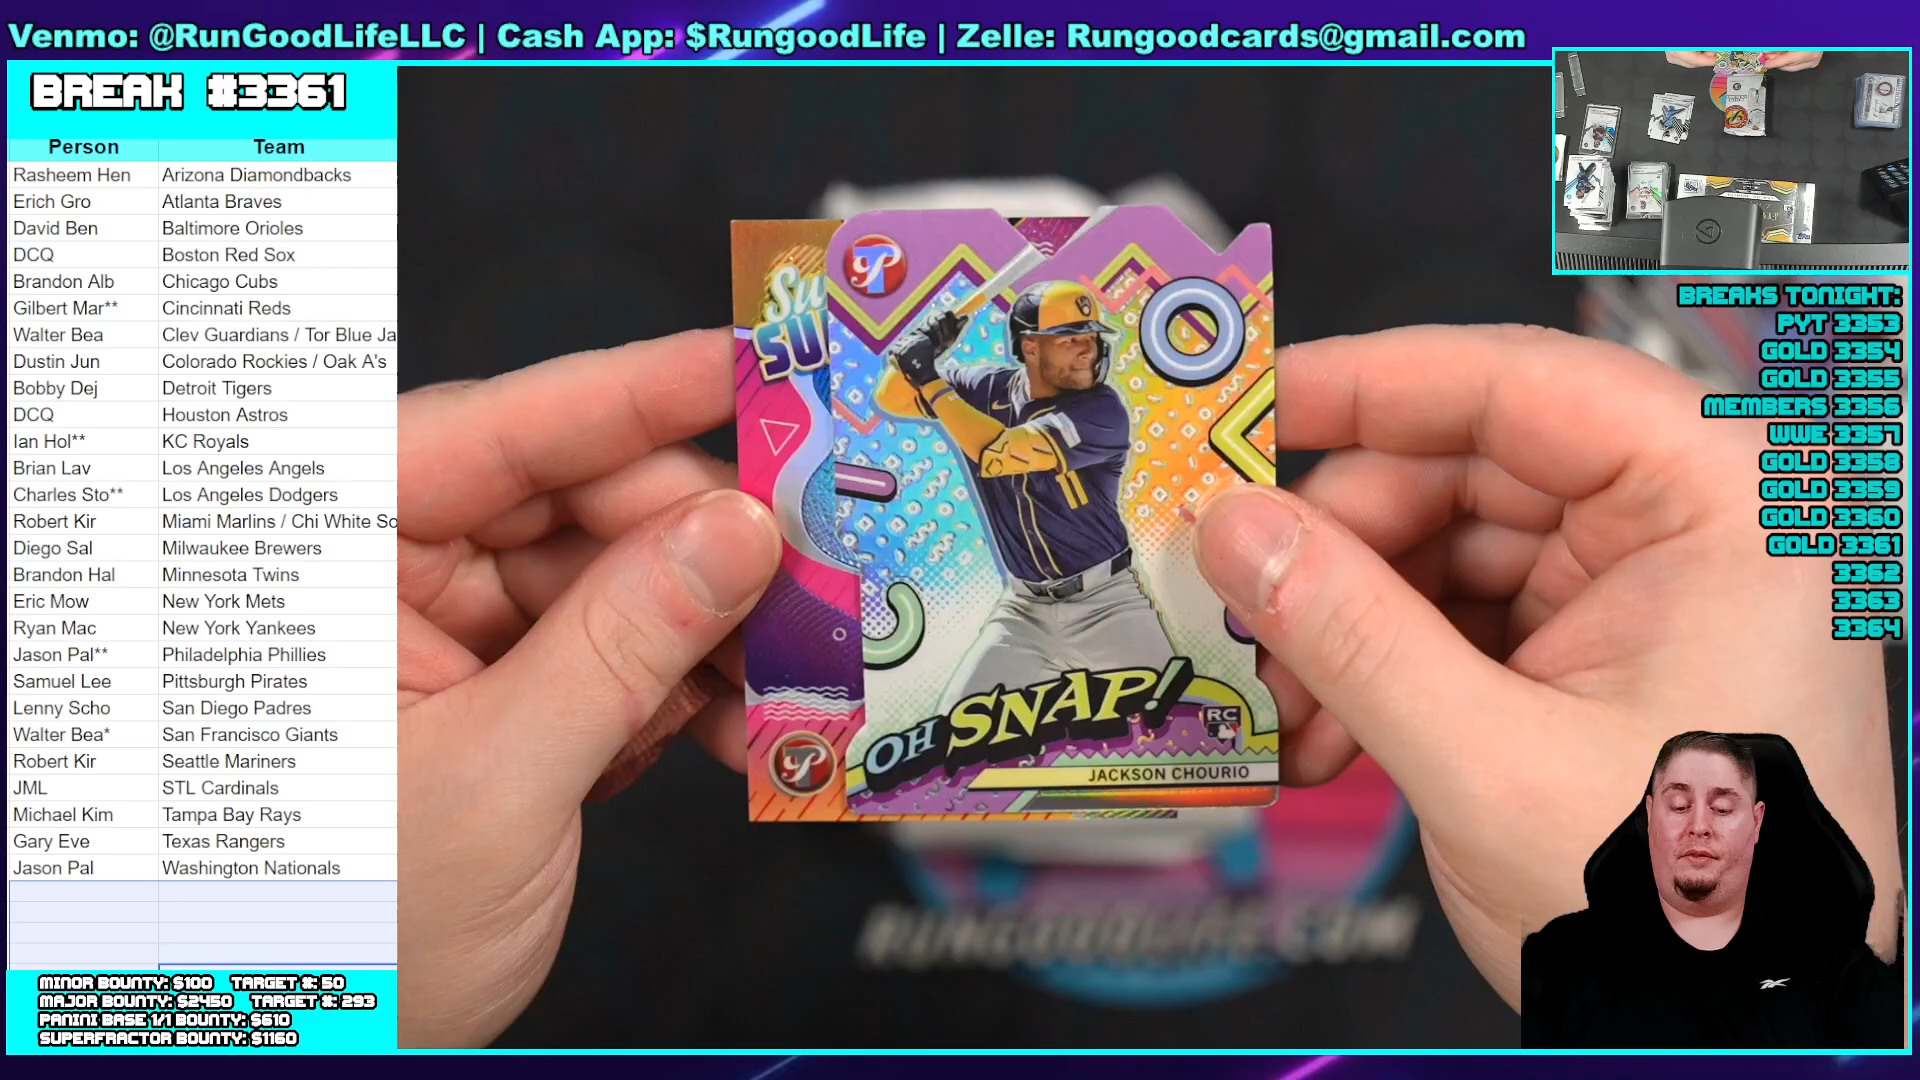 Venmo: @RunGoodLifeLLC | Cash App: $RungoodLife | Zelle: Rungoodcards@gmail.com
BREAK #3361
Person Team
Rasheem Hen Arizona Diamondbacks
Erich Gro Atlanta Braves
David Ben Baltimore Orioles
DCQ Boston Red Sox
Brandon Alb Chicago Cubs
Gilbert Mar** Cincinnati Reds
Walter Bea Clev Guardians / Tor Blue Ja
Dustin Jun Colorado Rockies / Oak A's
Bobby Dej Detroit Tigers
DCQ Houston Astros
Ian Hol** KC Royals
Brian Lav Los Angeles Angels
Charles Sto** Los Angeles Dodgers
Robert Kir Miami Marlins / Chi White So
Diego Sal Milwaukee Brewers
Brandon Hal Minnesota Twins
Eric Mow New York Mets
Ryan Mac New York Yankees
Jason Pal** Philadelphia Phillies
Samuel Lee Pittsburgh Pirates
Lenny Scho San Diego Padres
Walter Bea* San Francisco Giants
Robert Kir Seattle Mariners
JML STL Cardinals
Michael Kim Tampa Bay Rays
Gary Eve Texas Rangers
Jason Pal Washington Nationals
MINOR BOUNTY: $100 TARGET #: 50
MAJOR BOUNTY: $2450 TARGET #: 293
PANINI BASE 1/1 BOUNTY: $610
SUPERFRACTOR BOUNTY: $1160
Su
SU
P
11
OH SNAP!
RC
JACKSON CHOURIO
P
RUNGOODLIFE.COM
BREAKS TONIGHT:
PYT 3353
GOLD 3354
GOLD 3355
MEMBERS 3356
WWE 3357
GOLD 3358
GOLD 3359
GOLD 3360
GOLD 3361
3362
3363
3364